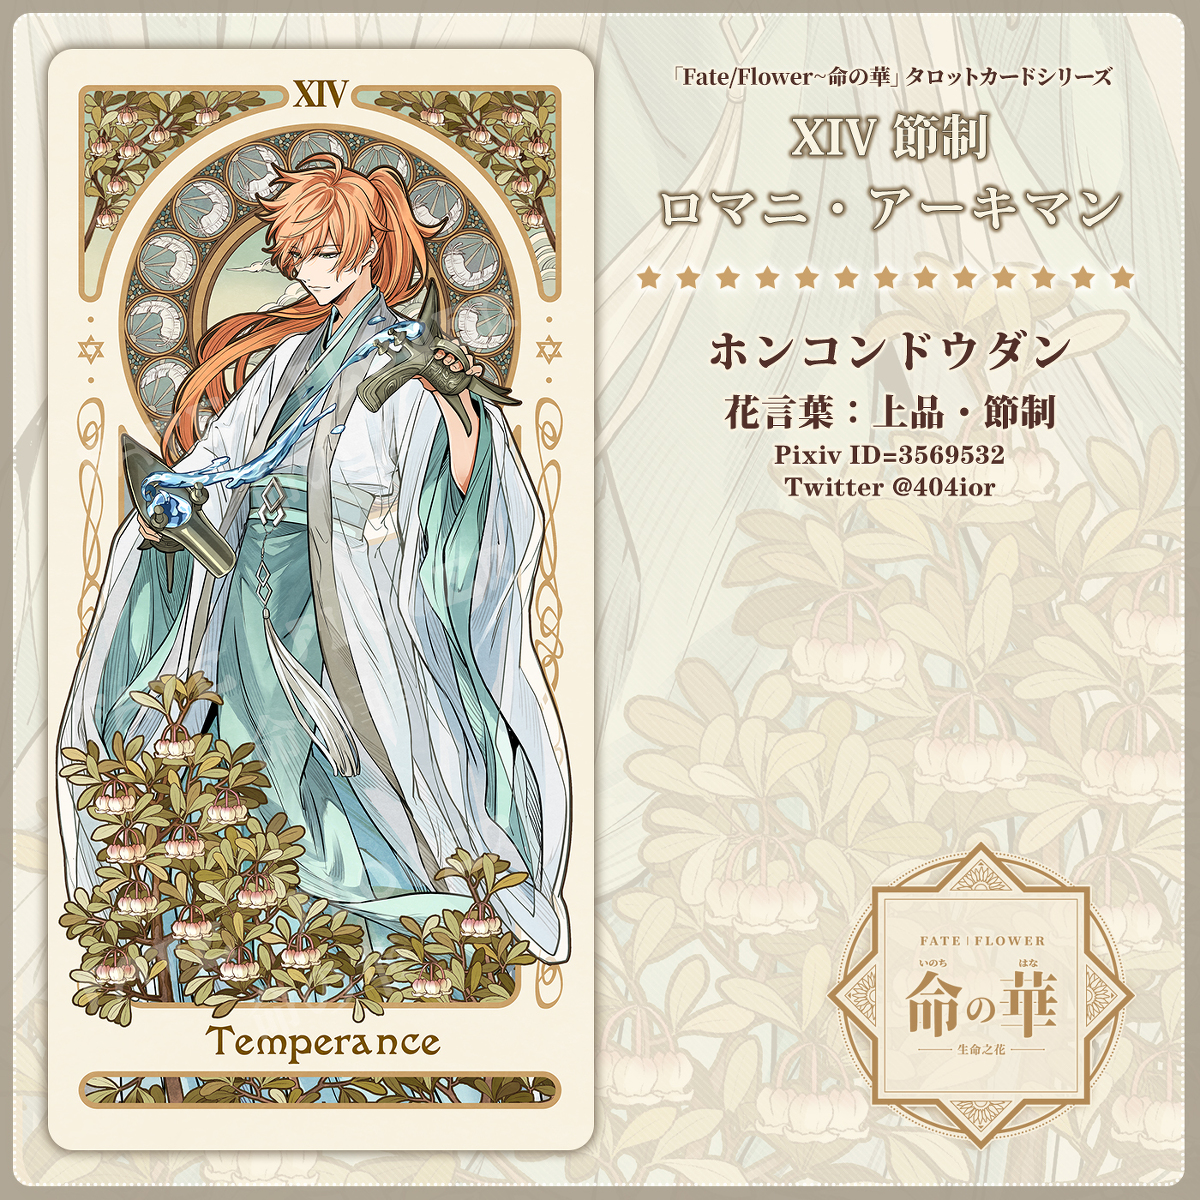 XIV
Temperance
「Fate/Flower~命の華」タロットカードシリーズ
XIV 節制
ロマニ・アーキマン
ホンコンドウダン
花言葉：上品・節制
Pixiv ID=3569532
Twitter @404ior
FATE | FLOWER
いのち はな
命の華
生命之花